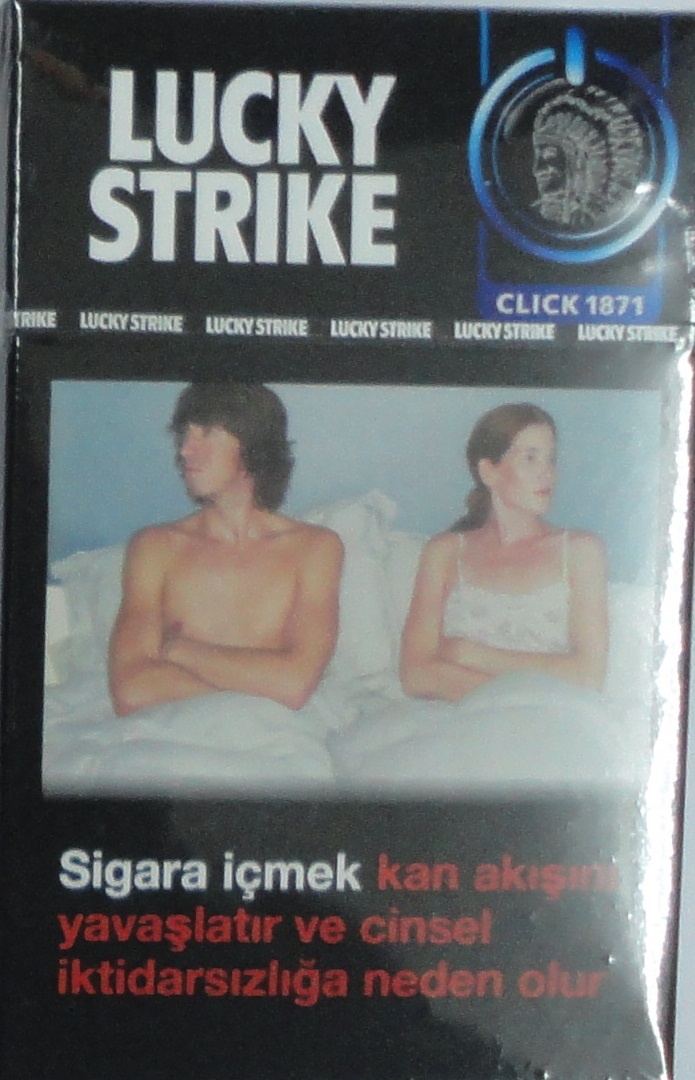 LUCKY
STRIKE
CLICK 1871
TRIKE LUCKY STRIKE LUCKY STRIKE LUCKY STRIKE LUCKY STRIKE LUCKY STRIKE
Sigara içmek kan akışını
yavaşlatır ve cinsel
iktidarsızlığa neden olur